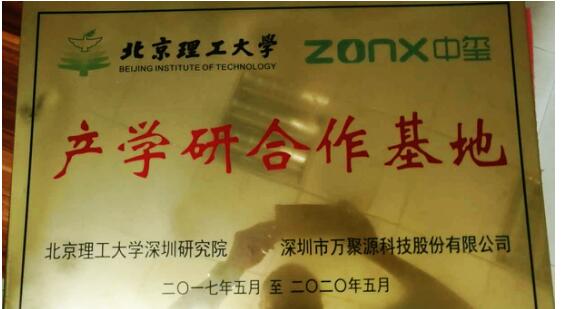 北京理工大学 ZONX中玺
BEIJING INSTITUTE OF TECHNOLOGY
产学研合作基地
北京理工大学深圳研究院 深圳市万聚源科技股份有限公司
二〇一七年五月 至 二〇二〇年五月